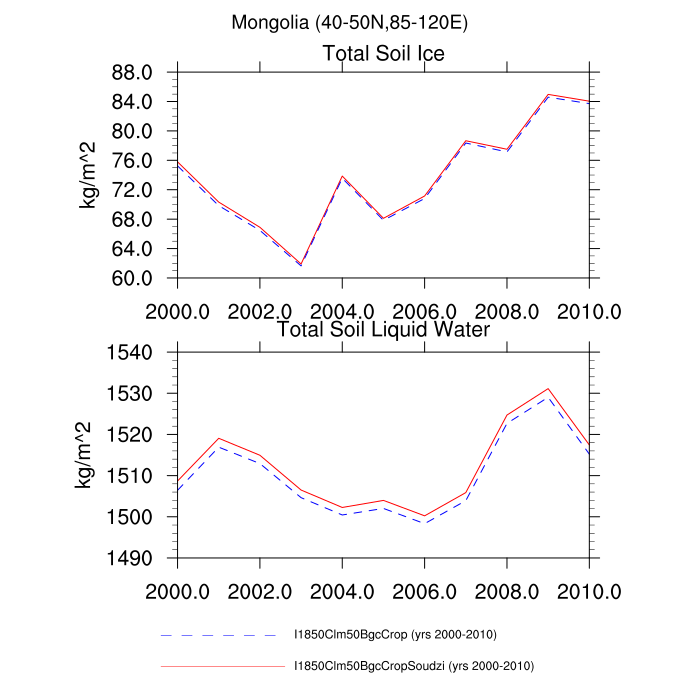 Mongolia (40-50N,85-120E)
Total Soil Ice
88.0
84.0
80.0
76.0
72.0
68.0
64.0
60.0
kg/m^2
2000.0 2002.0 2004.0 2006.0 2008.0 2010.0
Total Soil Liquid Water
1540
1530
1520
1510
1500
1490
kg/m^2
2000.0 2002.0 2004.0 2006.0 2008.0 2010.0
I1850Clm50BgcCrop (yrs 2000-2010)
I1850Clm50BgcCropSoudzi (yrs 2000-2010)